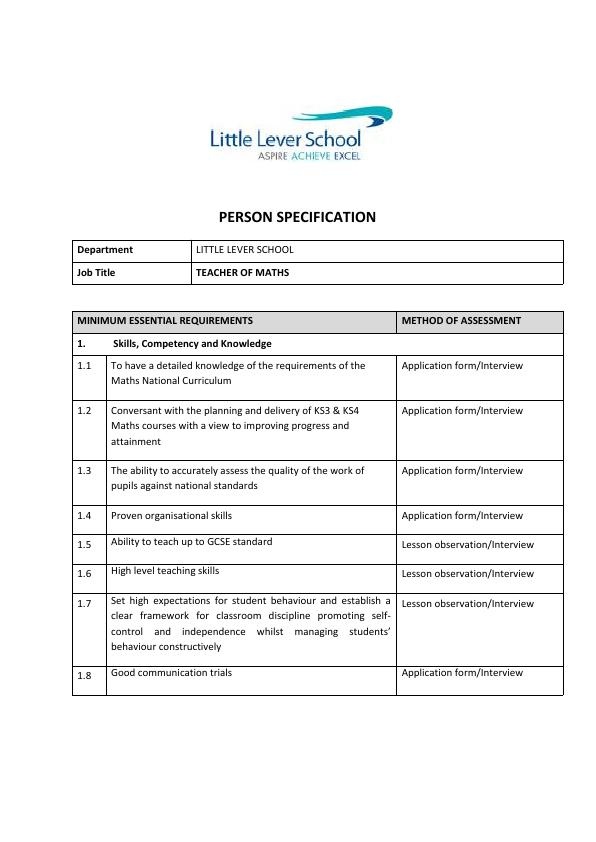 Little Lever School
ASPIRE ACHIEVE EXCEL
PERSON SPECIFICATION
Department LITTLE LEVER SCHOOL
Job Title TEACHER OF MATHS
MINIMUM ESSENTIAL REQUIREMENTS METHOD OF ASSESSMENT
1. Skills, Competency and Knowledge
1.1 To have a detailed knowledge of the requirements of the Application form/Interview
Maths National Curriculum
1.2 Conversant with the planning and delivery of KS3 & KS4 Application form/Interview
Maths courses with a view to improving progress and
attainment
1.3 The ability to accurately assess the quality of the work of Application form/Interview
pupils against national standards
1.4 Proven organisational skills Application form/Interview
1.5 Ability to teach up to GCSE standard Lesson observation/Interview
1.6 High level teaching skills Lesson observation/Interview
1.7 Set high expectations for student behaviour and establish a Lesson observation/Interview
clear framework for classroom discipline promoting self-
control and independence whilst managing students’
behaviour constructively
1.8 Good communication trials Application form/Interview